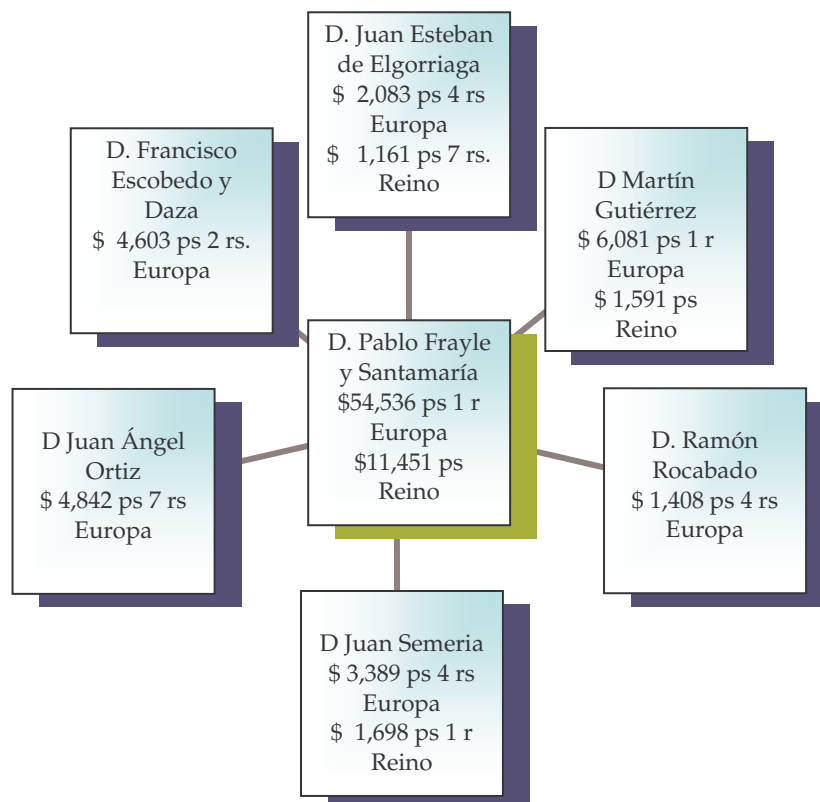 D. Juan Esteban
de Elgorriaga
$ 2,083 ps 4 rs
Europa
$ 1,161 ps 7 rs.
Reino
D. Francisco
Escobedo y
Daza
$ 4,603 ps 2 rs.
Europa
D Martín
Gutiérrez
$ 6,081 ps 1 r
Europa
$ 1,591 ps
Reino
D. Pablo Frayle
y Santamaría
$54,536 ps 1 r
Europa
$11,451 ps
Reino
D Juan Ángel
Ortiz
$ 4,842 ps 7 rs
Europa
D. Ramón
Rocabado
$ 1,408 ps 4 rs
Europa
D Juan Semeria
$ 3,389 ps 4 rs
Europa
$ 1,698 ps 1 r
Reino